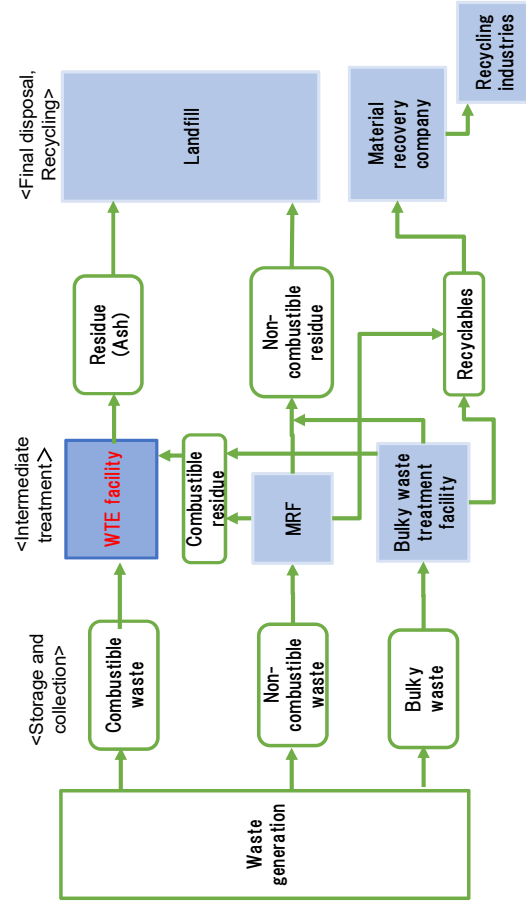 <Storage and
collection>
<Intermediate
treatment>
<Final disposal,
Recycling>
Waste
generation
Combustible
waste
WTE facility
Residue
(Ash)
Landfill
Combustible
residue
Non-
combustible
waste
MRF
Non-
combustible
residue
Bulky
waste
Bulky waste
treatment
facility
Recyclables
Material
recovery
company
Recycling
industries